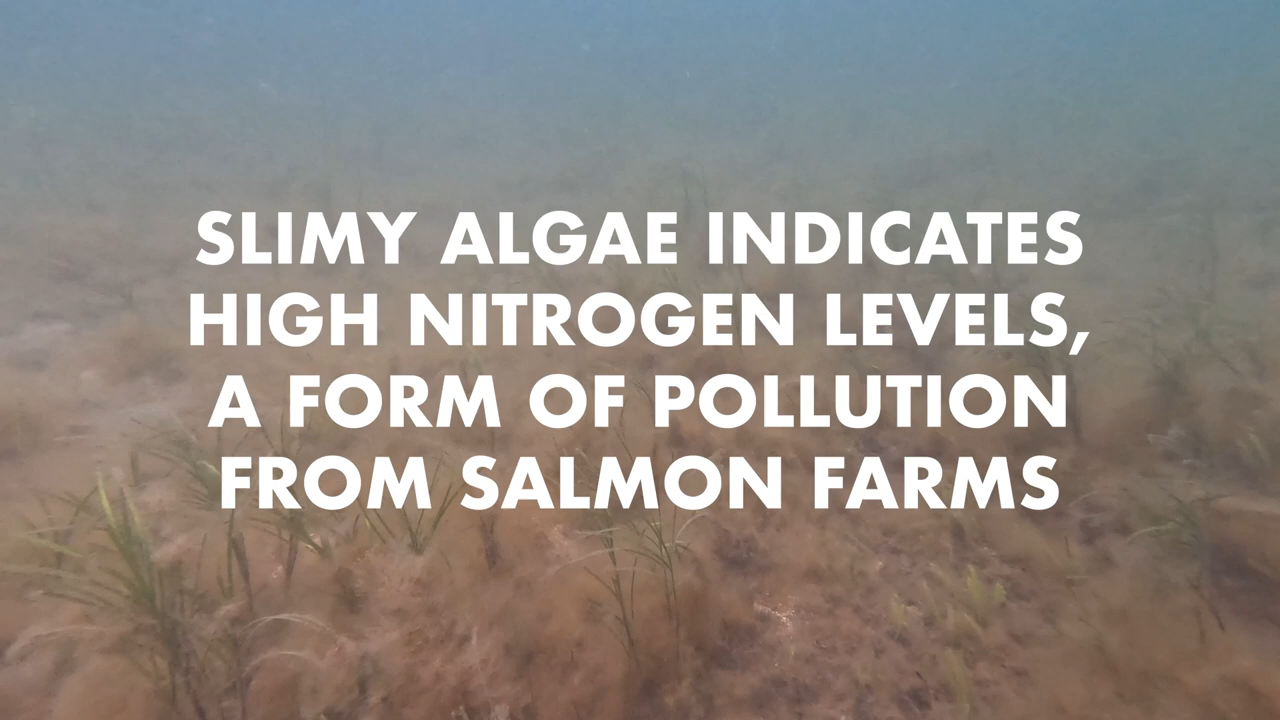 SLIMY ALGAE INDICATES
HIGH NITROGEN LEVELS,
A FORM OF POLLUTION
FROM SALMON FARMS